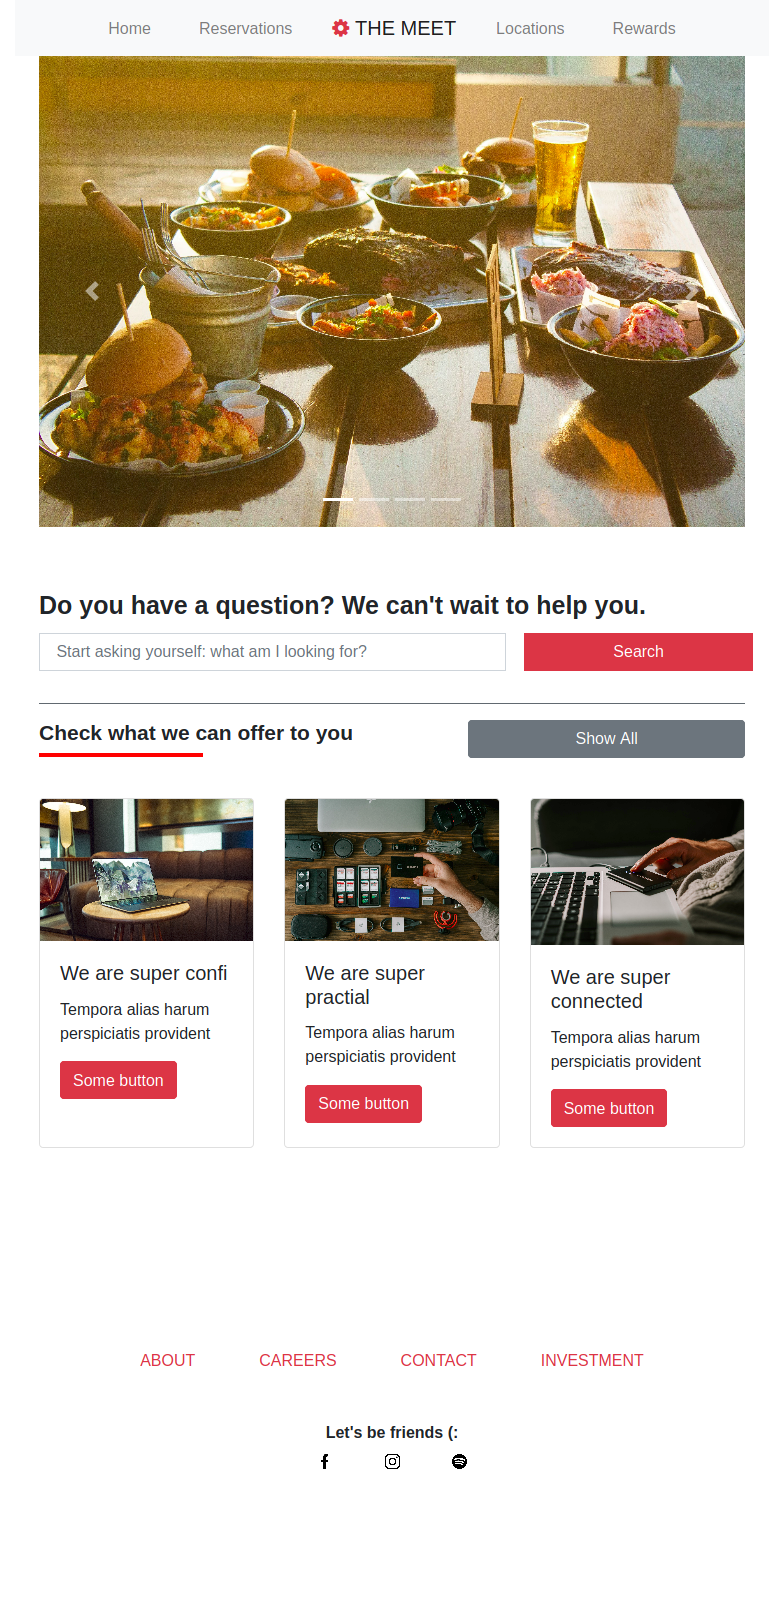 Home Reservations THE MEET Locations Rewards
Do you have a question? We can't wait to help you.
Start asking yourself: what am I looking for? Search
Check what we can offer to you Show All
We are super confi
Tempora alias harum
perspiciatis provident
Some button
We are super
practial
Tempora alias harum
perspiciatis provident
Some button
We are super
connected
Tempora alias harum
perspiciatis provident
Some button
ABOUT CAREERS CONTACT INVESTMENT
Let's be friends (: